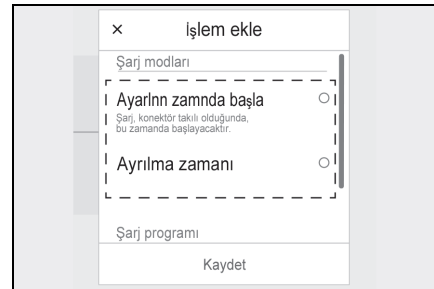 × işlem ekle
Şarj modları
Ayarlnn zamnda başla
Şarj, konektör takılı olduğunda,
bu zamanda başlayacaktır.
Ayrılma zamanı
Şarj programı
Kaydet